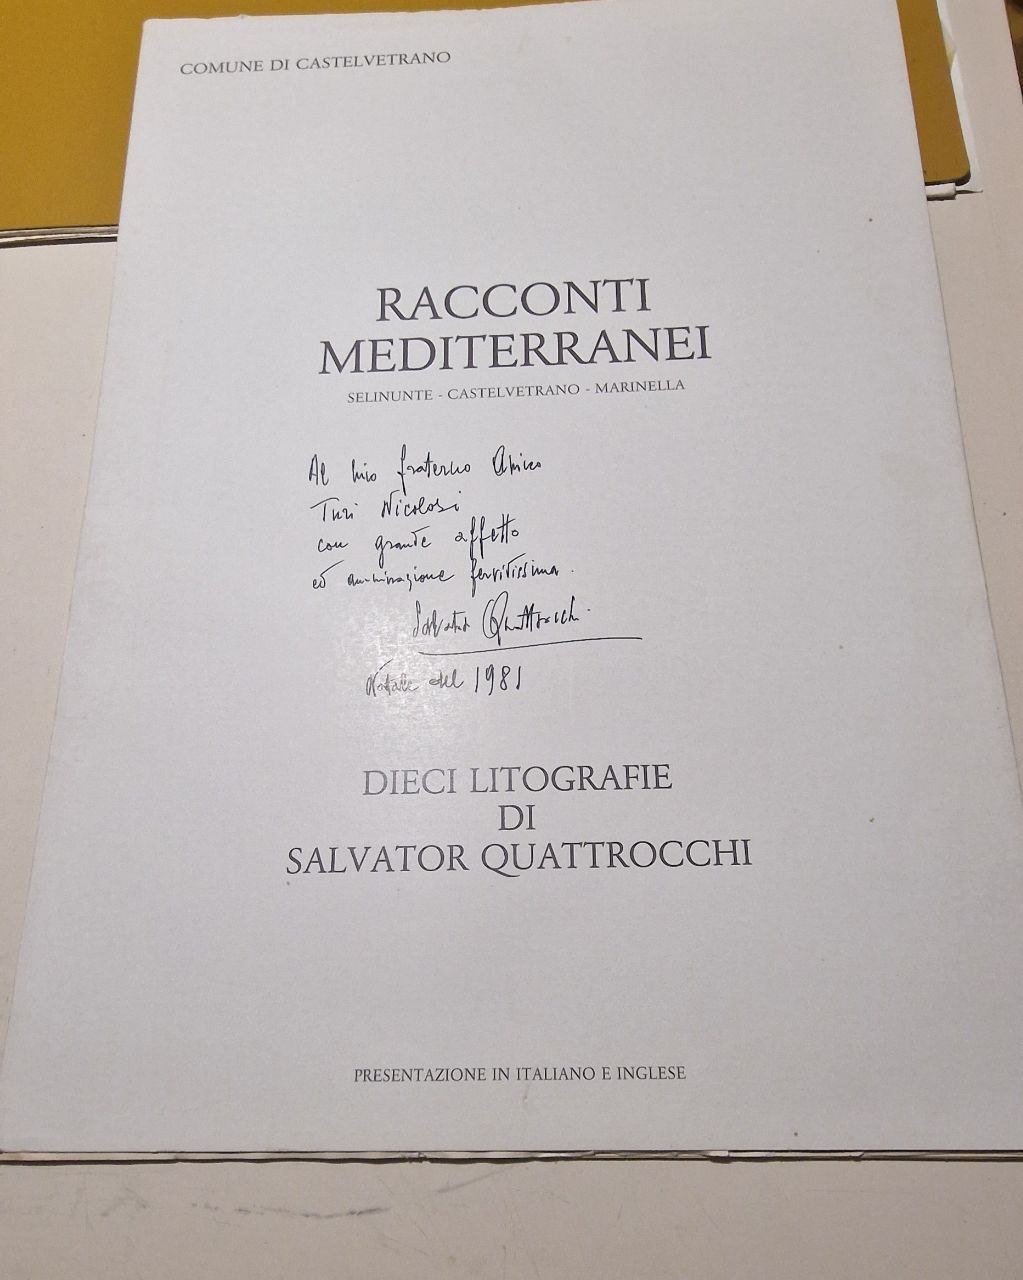 COMUNE DI CASTELVETRANO
RACCONTI
MEDITERRANEI
SELINUNTE - CASTELVETRANO - MARINELLA
Al mio fraterno Amico
Turi Nicolosi
con grande affetto
ed ammirazione fervidissima.
Salvator Quattrocchi
Natale del 1981
DIECI LITOGRAFIE
DI
SALVATOR QUATTROCCHI
PRESENTAZIONE IN ITALIANO E INGLESE